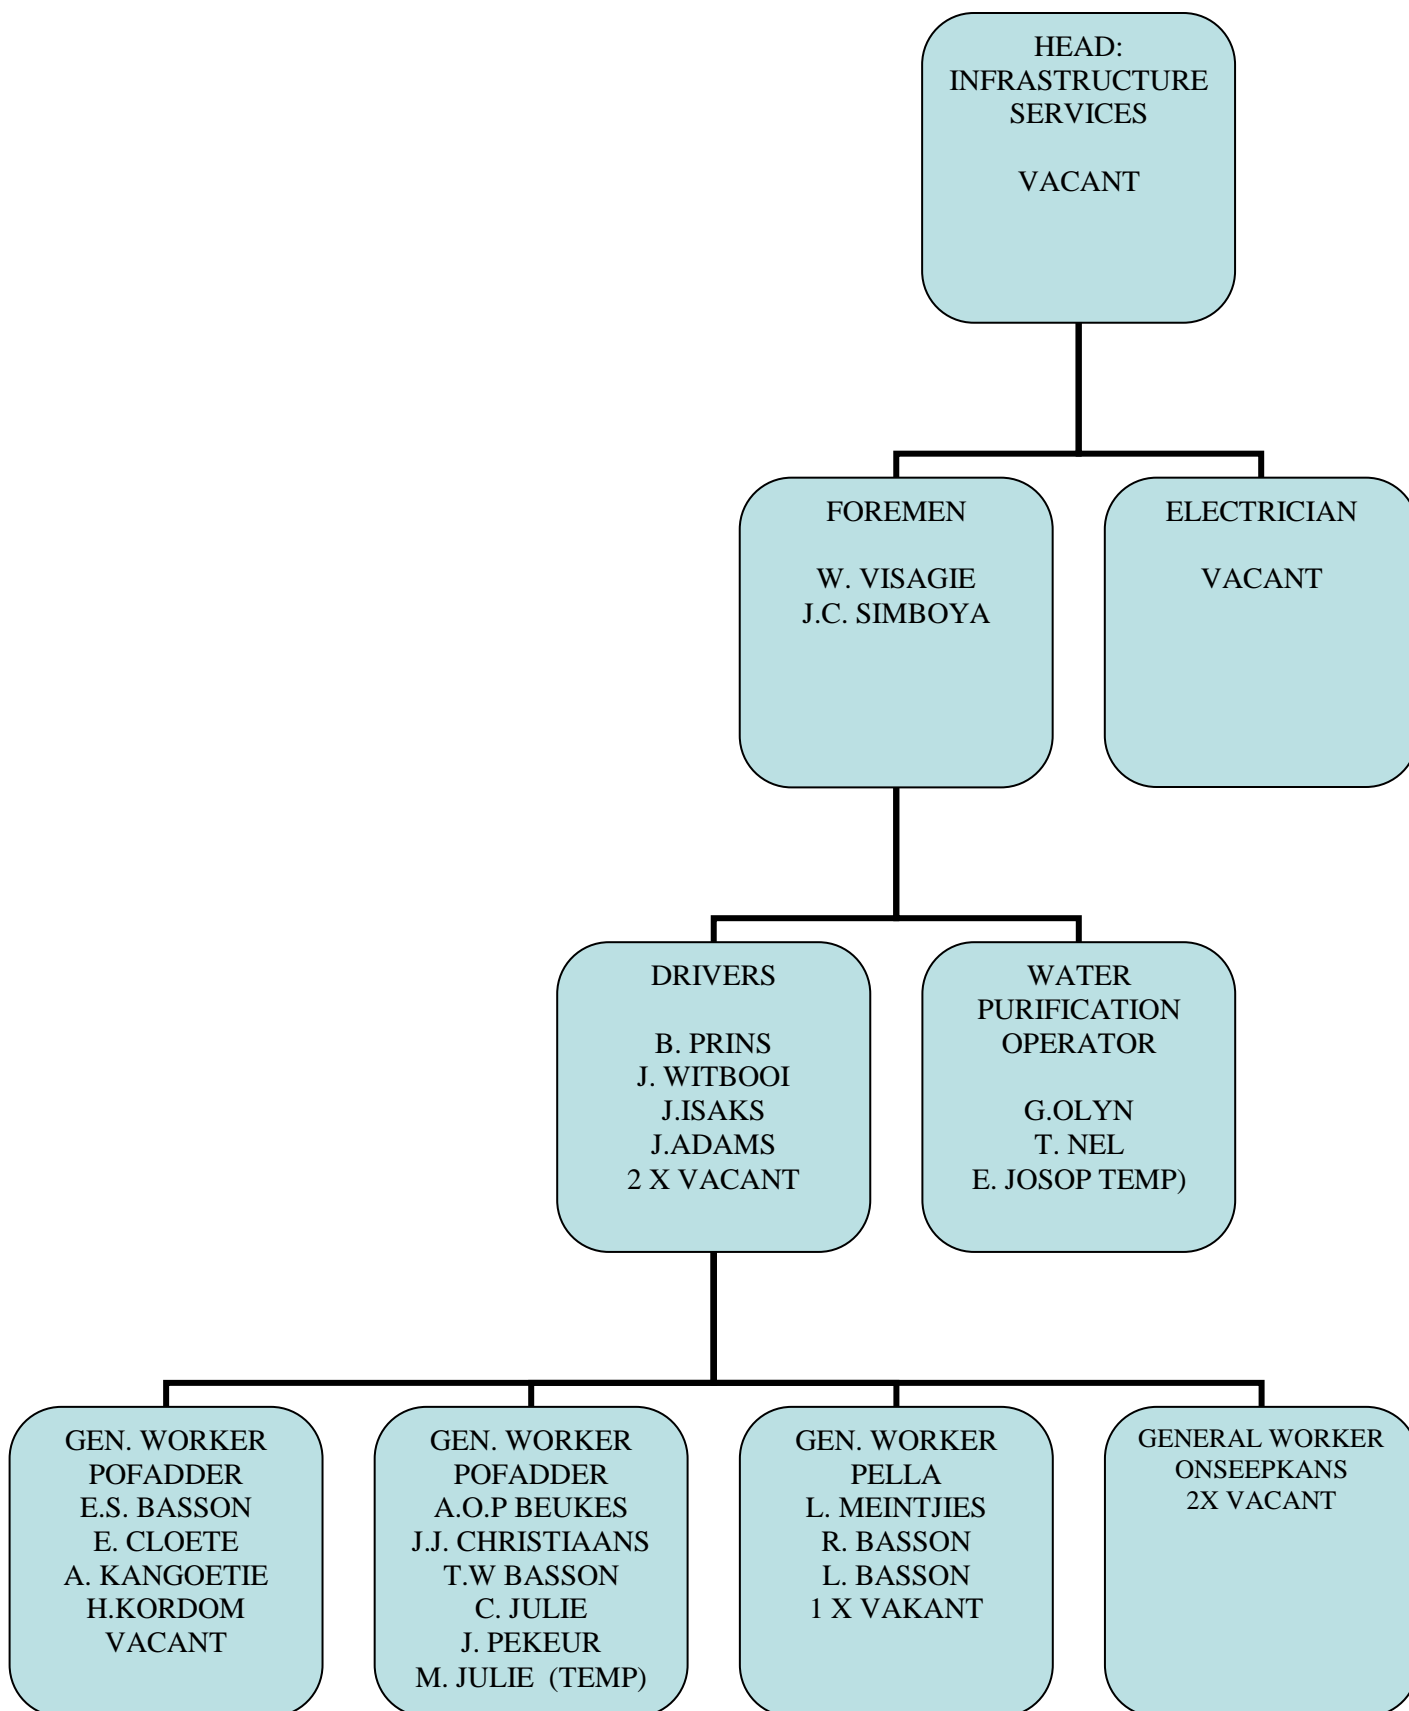 HEAD:
INFRASTRUCTURE
SERVICES
VACANT
FOREMEN
W. VISAGIE
J.C. SIMBOYA
ELECTRICIAN
VACANT
DRIVERS
B. PRINS
J. WITBOOI
J.ISAKS
J.ADAMS
2 X VACANT
WATER
PURIFICATION
OPERATOR
G.OLYN
T. NEL
E. JOSOP TEMP)
GEN. WORKER
POFADDER
E.S. BASSON
E. CLOETE
A. KANGOETIE
H.KORDOM
VACANT
GEN. WORKER
POFADDER
A.O.P BEUKES
J.J. CHRISTIAANS
T.W BASSON
C. JULIE
J. PEKEUR
M. JULIE  (TEMP)
GEN. WORKER
PELLA
L. MEINTJIES
R. BASSON
L. BASSON
1 X VAKANT
GENERAL WORKER
ONSEEPKANS
2X VACANT